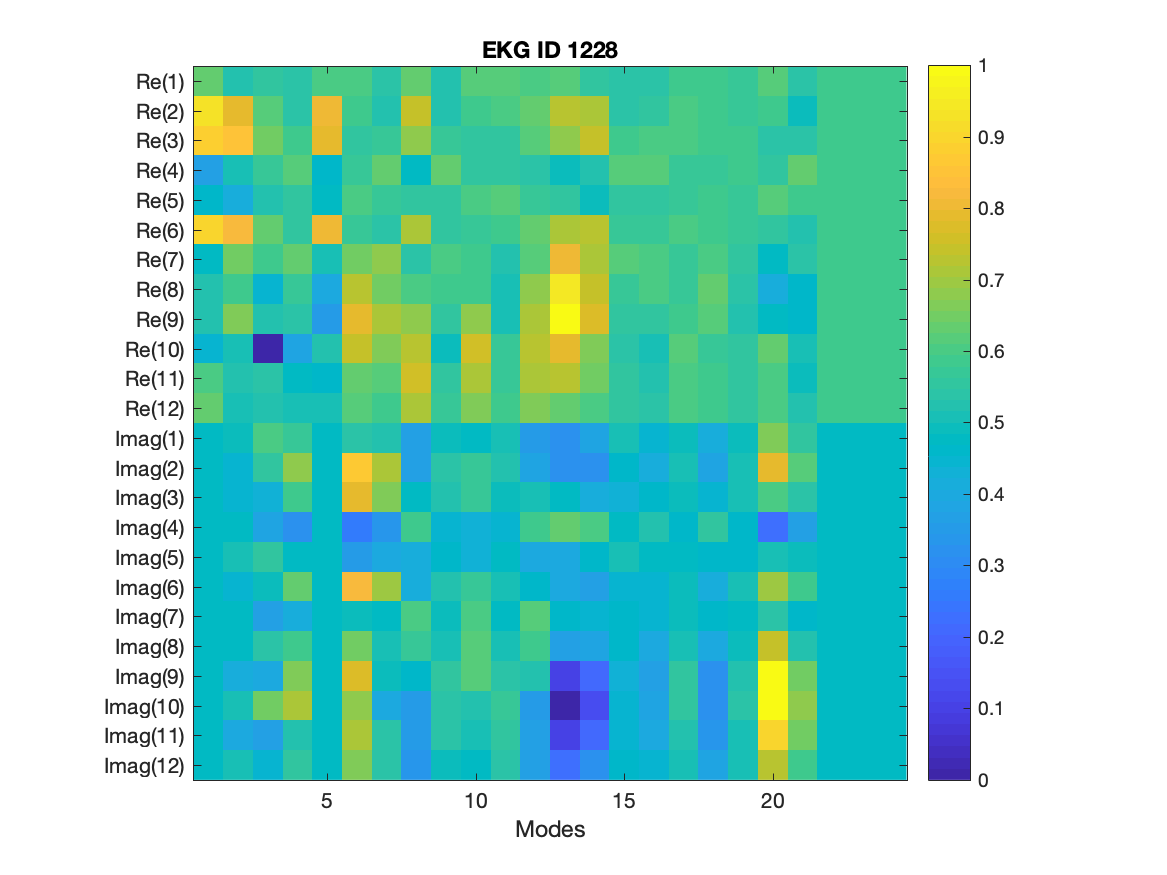 EKG ID 1228
Re(1)
Re(2)
Re(3)
Re(4)
Re(5)
Re(6)
Re(7)
Re(8)
Re(9)
Re(10)
Re(11)
Re(12)
Imag(1)
Imag(2)
Imag(3)
Imag(4)
Imag(5)
Imag(6)
Imag(7)
Imag(8)
Imag(9)
Imag(10)
Imag(11)
Imag(12)
5 10 15 20
Modes
1
0.9
0.8
0.7
0.6
0.5
0.4
0.3
0.2
0.1
0